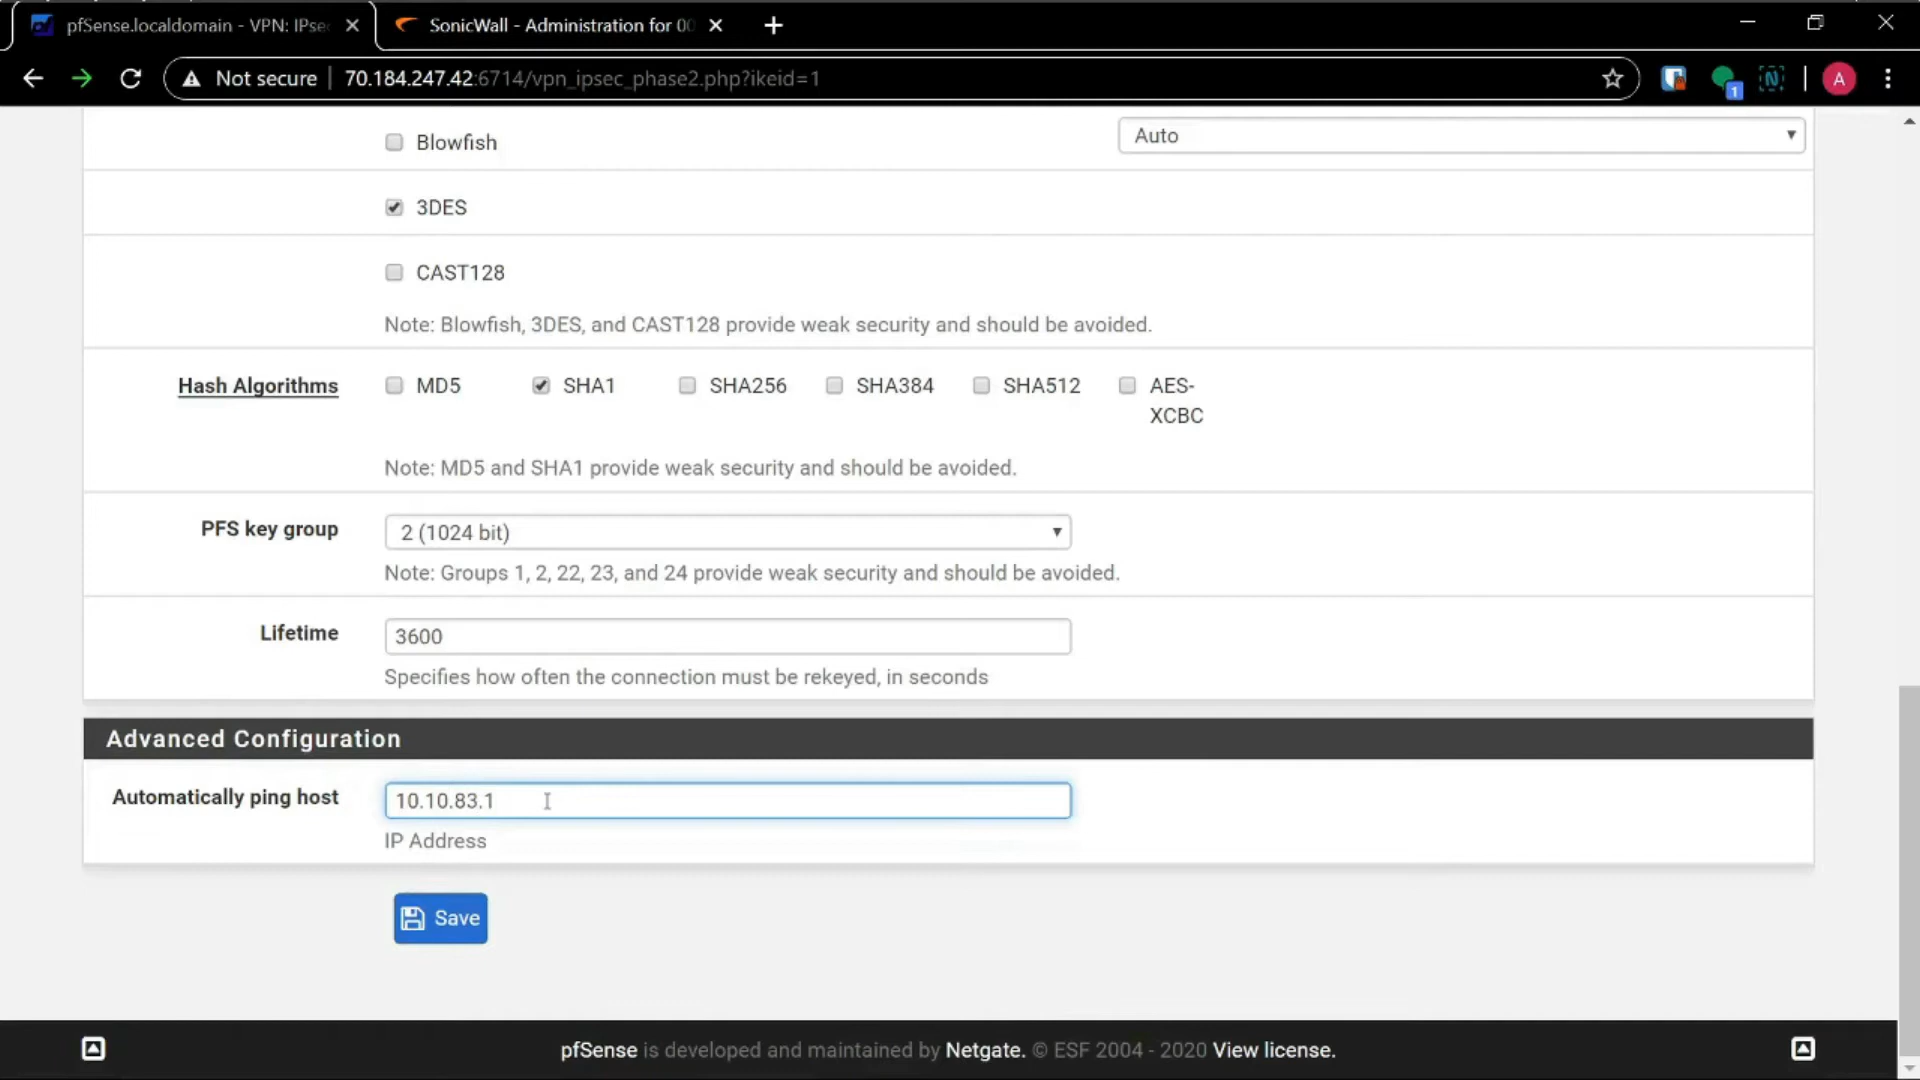 pfSense.localdomain - VPN: IPse
SonicWall - Administration for 00
Not secure | 70.184.247.42:6714/vpn_ipsec_phase2.php?ikeid=1
1
A
Blowfish
Auto
3DES
CAST128
Note: Blowfish, 3DES, and CAST128 provide weak security and should be avoided.
Hash Algorithms MD5 SHA1 SHA256 SHA384 SHA512 AES-
XCBC
Note: MD5 and SHA1 provide weak security and should be avoided.
PFS key group 2 (1024 bit)
Note: Groups 1, 2, 22, 23, and 24 provide weak security and should be avoided.
Lifetime 3600
Specifies how often the connection must be rekeyed, in seconds
Advanced Configuration
Automatically ping host 10.10.83.1
IP Address
Save
pfSense is developed and maintained by Netgate. © ESF 2004 - 2020 View license.